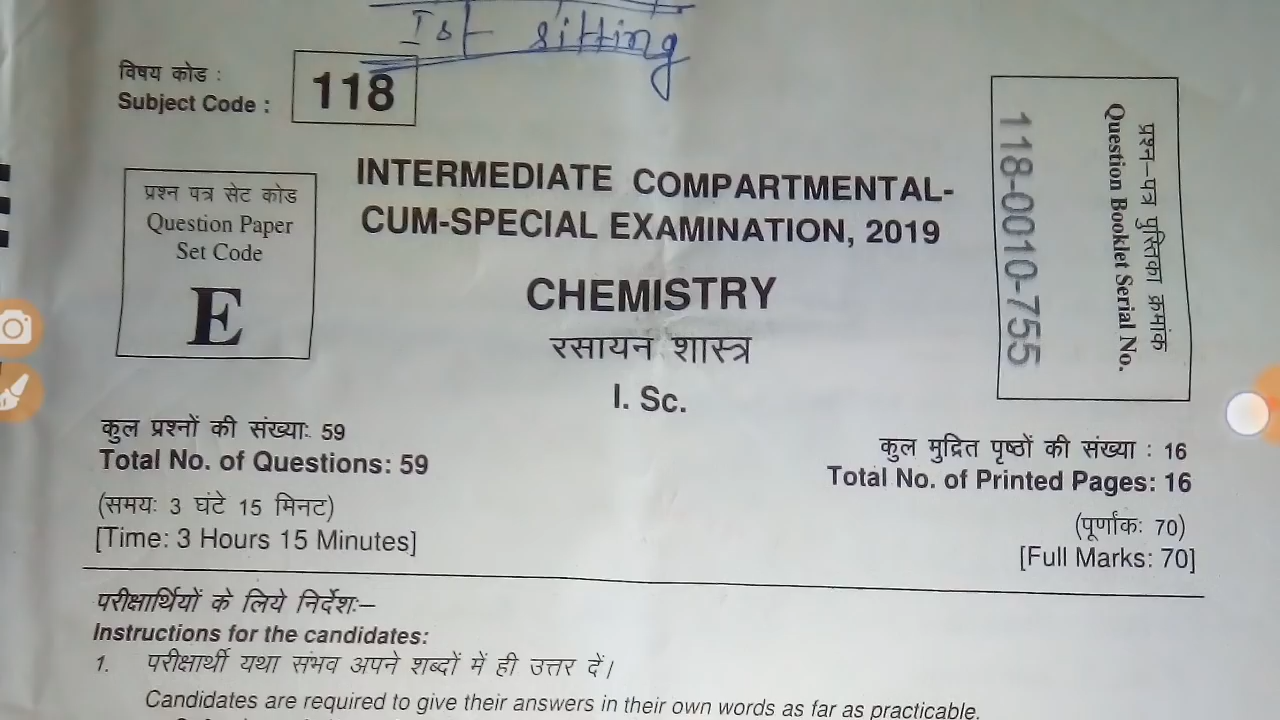 Ist sitting
विषय कोड :
Subject Code :
118
प्रश्न पत्र सेट कोड
Question Paper
Set Code
E
INTERMEDIATE COMPARTMENTAL-
CUM-SPECIAL EXAMINATION, 2019
CHEMISTRY
रसायन शास्त्र
I. Sc.
प्रश्न-पत्र पुस्तिका क्रमांक
Question Booklet Serial No.
118-0010-755
कुल प्रश्नों की संख्या: 59
Total No. of Questions: 59
(समय: 3 घंटे 15 मिनट)
[Time: 3 Hours 15 Minutes]
कुल मुद्रित पृष्ठों की संख्या : 16
Total No. of Printed Pages: 16
(पूर्णांक: 70)
[Full Marks: 70]
परीक्षार्थियों के लिये निर्देश:–
Instructions for the candidates:
1. परीक्षार्थी यथा संभव अपने शब्दों में ही उत्तर दें।
Candidates are required to give their answers in their own words as far as practicable.